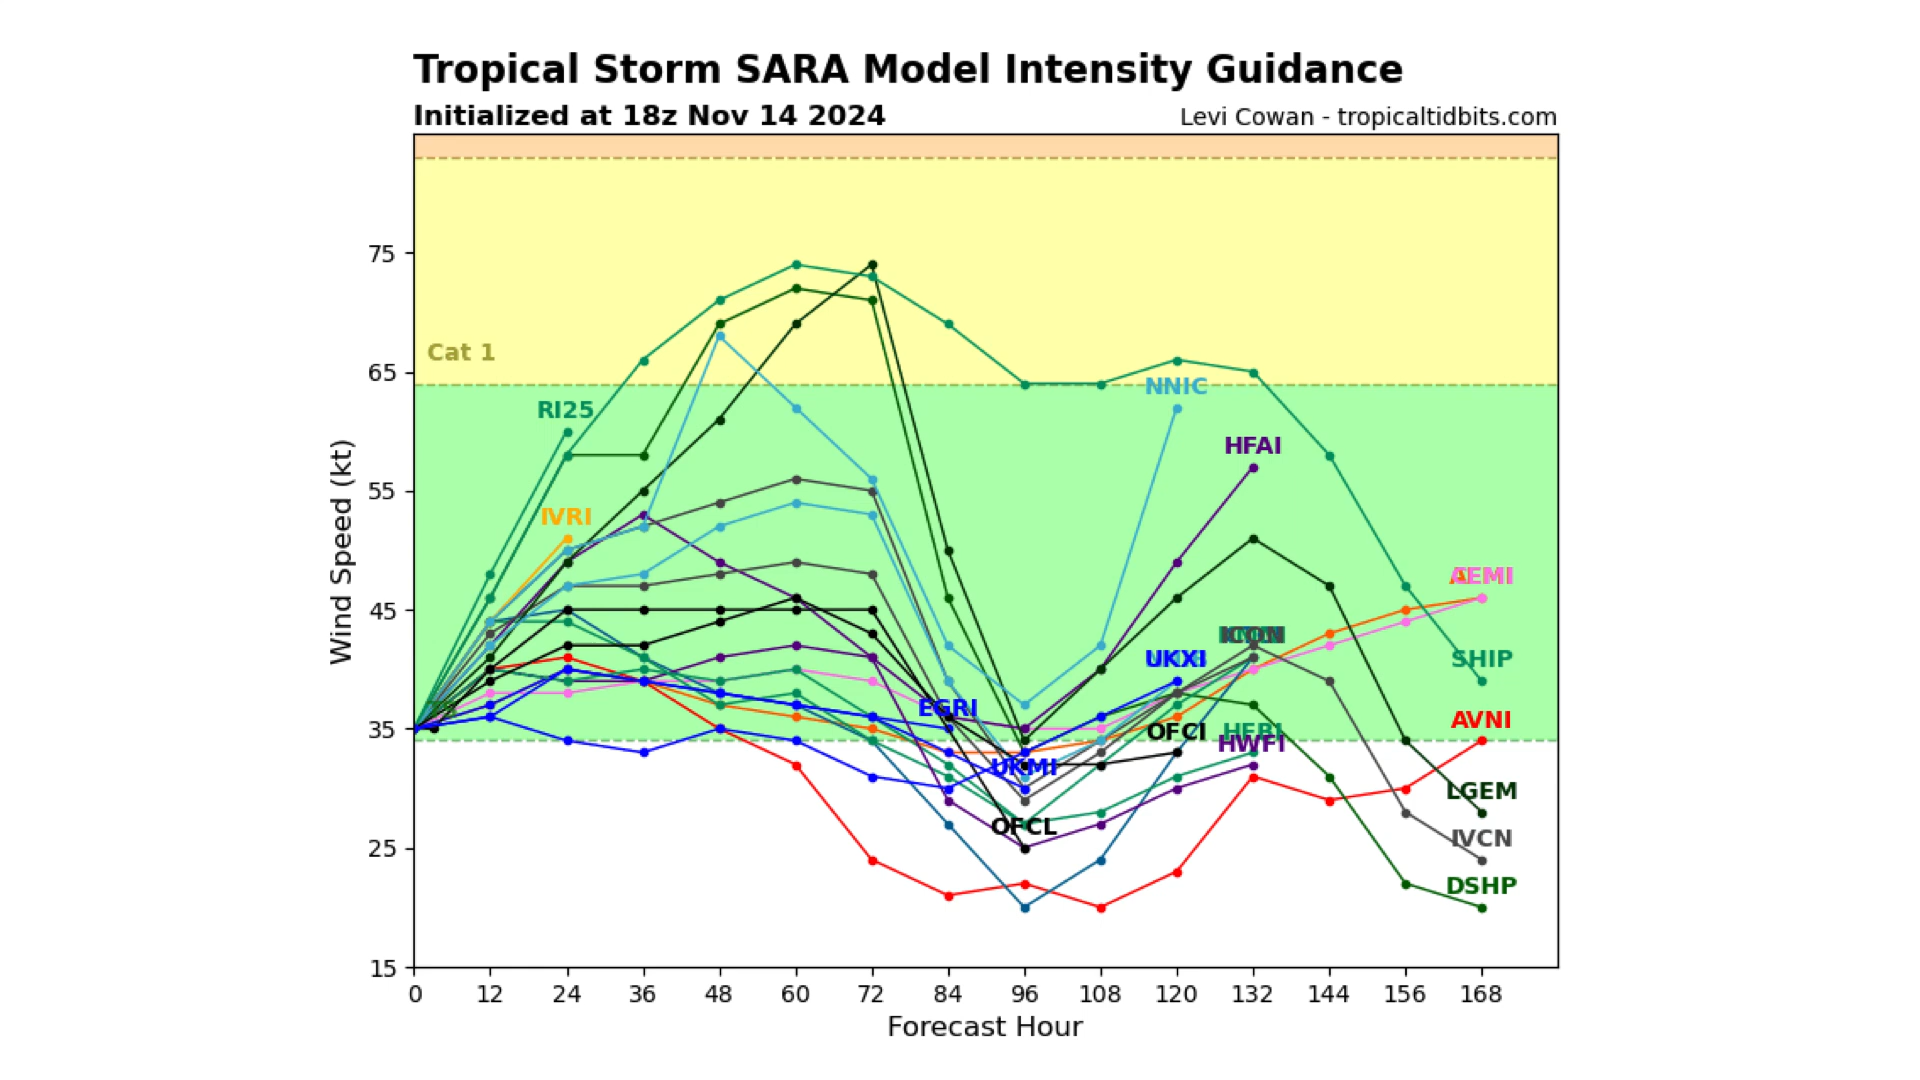 Tropical Storm SARA Model Intensity Guidance
Initialized at 18z Nov 14 2024
Levi Cowan - tropicaltidbits.com
Wind Speed (kt)
75
65
55
45
35
25
15
Cat 1
RI25
IVRI
NNIC
HFAI
AEMI
ICON
UKXI
SHIP
EGRI
AVNI
OFCI
HWFI
UKMI
LGEM
OFCL
IVCN
DSHP
0 12 24 36 48 60 72 84 96 108 120 132 144 156 168
Forecast Hour